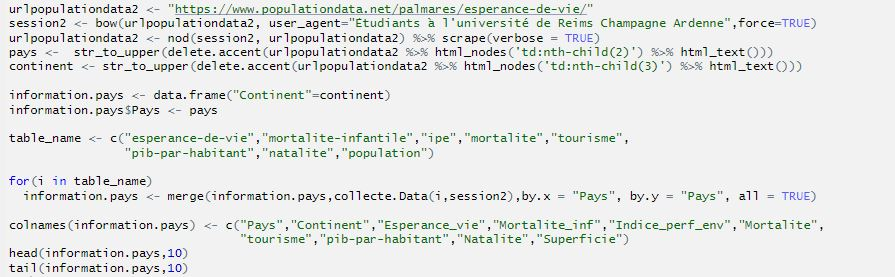 urlpopulationdata2 <- "https://www.populationdata.net/palmares/esperance-de-vie/"
session2 <- bow(urlpopulationdata2, user_agent="Etudiants à l'université de Reims Champagne Ardenne",force=TRUE)
urlpopulationdata2 <- nod(session2, urlpopulationdata2) %>% scrape(verbose = TRUE)
pays <-  str_to_upper(delete.accent(urlpopulationdata2 %>% html_nodes('td:nth-child(2)') %>% html_text()))
continent <- str_to_upper(delete.accent(urlpopulationdata2 %>% html_nodes('td:nth-child(3)') %>% html_text()))
information.pays <- data.frame("Continent"=continent)
information.pays$Pays <- pays
table_name <- c("esperance-de-vie","mortalite-infantile","ipe","mortalite","tourisme",
"pib-par-habitant","natalite","population")
for(i in table_name)
information.pays <- merge(information.pays,collecte.Data(i,session2),by.x = "Pays", by.y = "Pays", all = TRUE)
colnames(information.pays) <- c("Pays","Continent","Esperance_vie","Mortalite_inf","Indice_perf_env","Mortalite",
"tourisme","pib-par-habitant","Natalite","Superficie")
head(information.pays,10)
tail(information.pays,10)